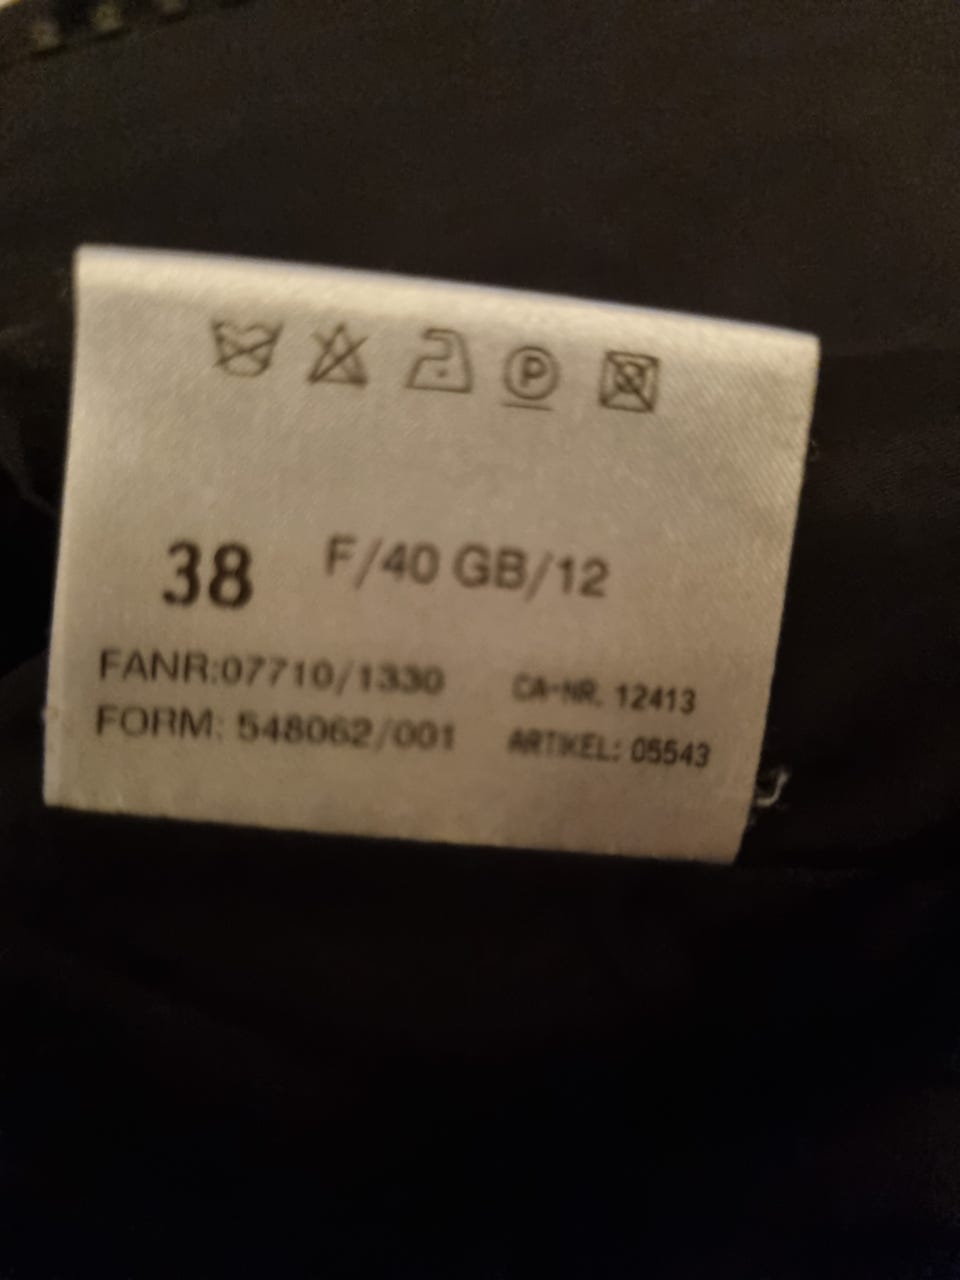 P
38 F/40 GB/12
FANR:07710/1330 CA-NR. 12413
FORM: 548062/001 ARTIKEL: 05543